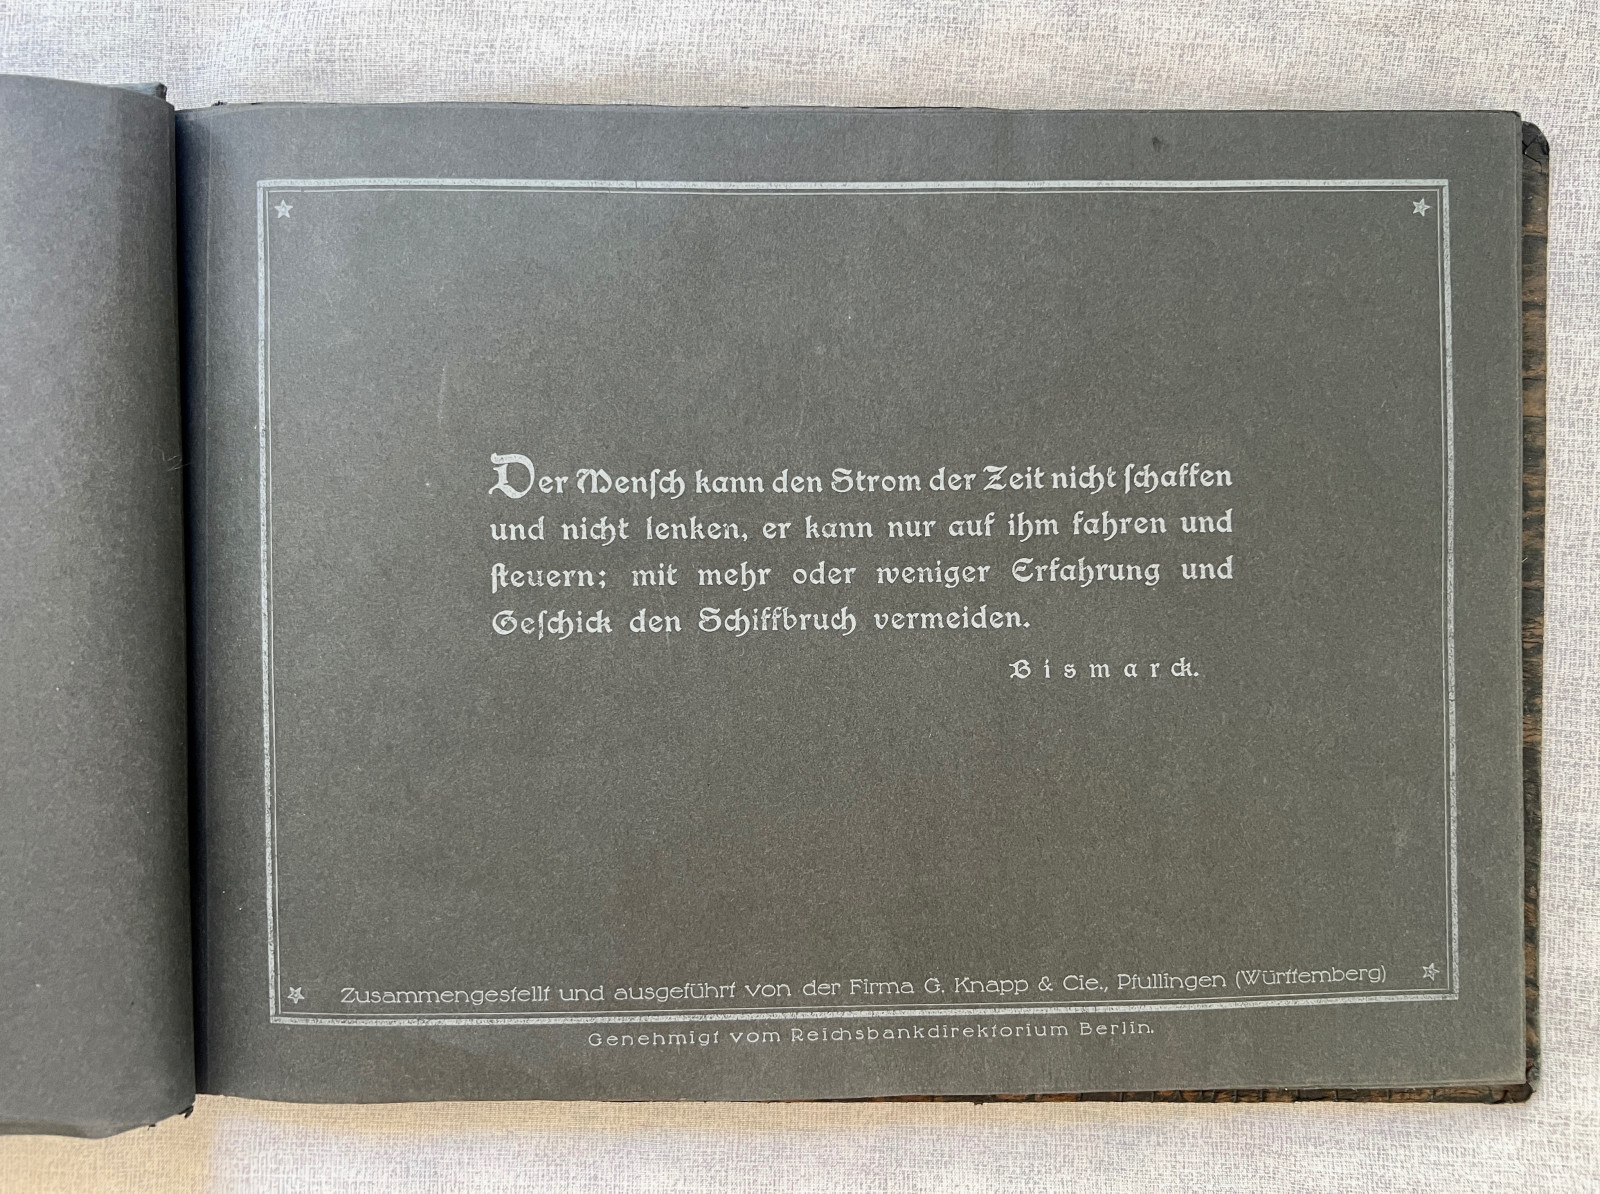 Der Menſch kann den Strom der Zeit nicht ſchaffen
und nicht lenken, er kann nur auf ihm fahren und
ſteuern; mit mehr oder weniger Erfahrung und
Geſchick den Schiffbruch vermeiden.
Bismarck.
Zusammengestellt und ausgeführt von der Firma G. Knapp & Cie., Pfullingen (Württemberg)
Genehmigt vom Reichsbankdirektorium Berlin.